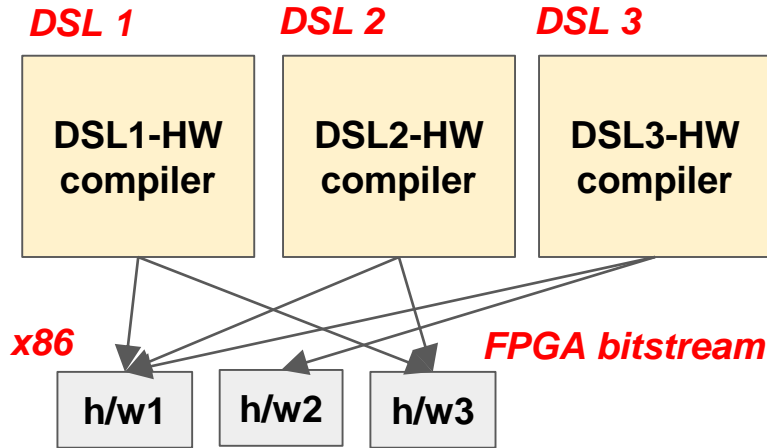 DSL 1
DSL 2
DSL 3
DSL1-HW
compiler
DSL2-HW
compiler
DSL3-HW
compiler
x86
FPGA bitstream
h/w1
h/w2
h/w3